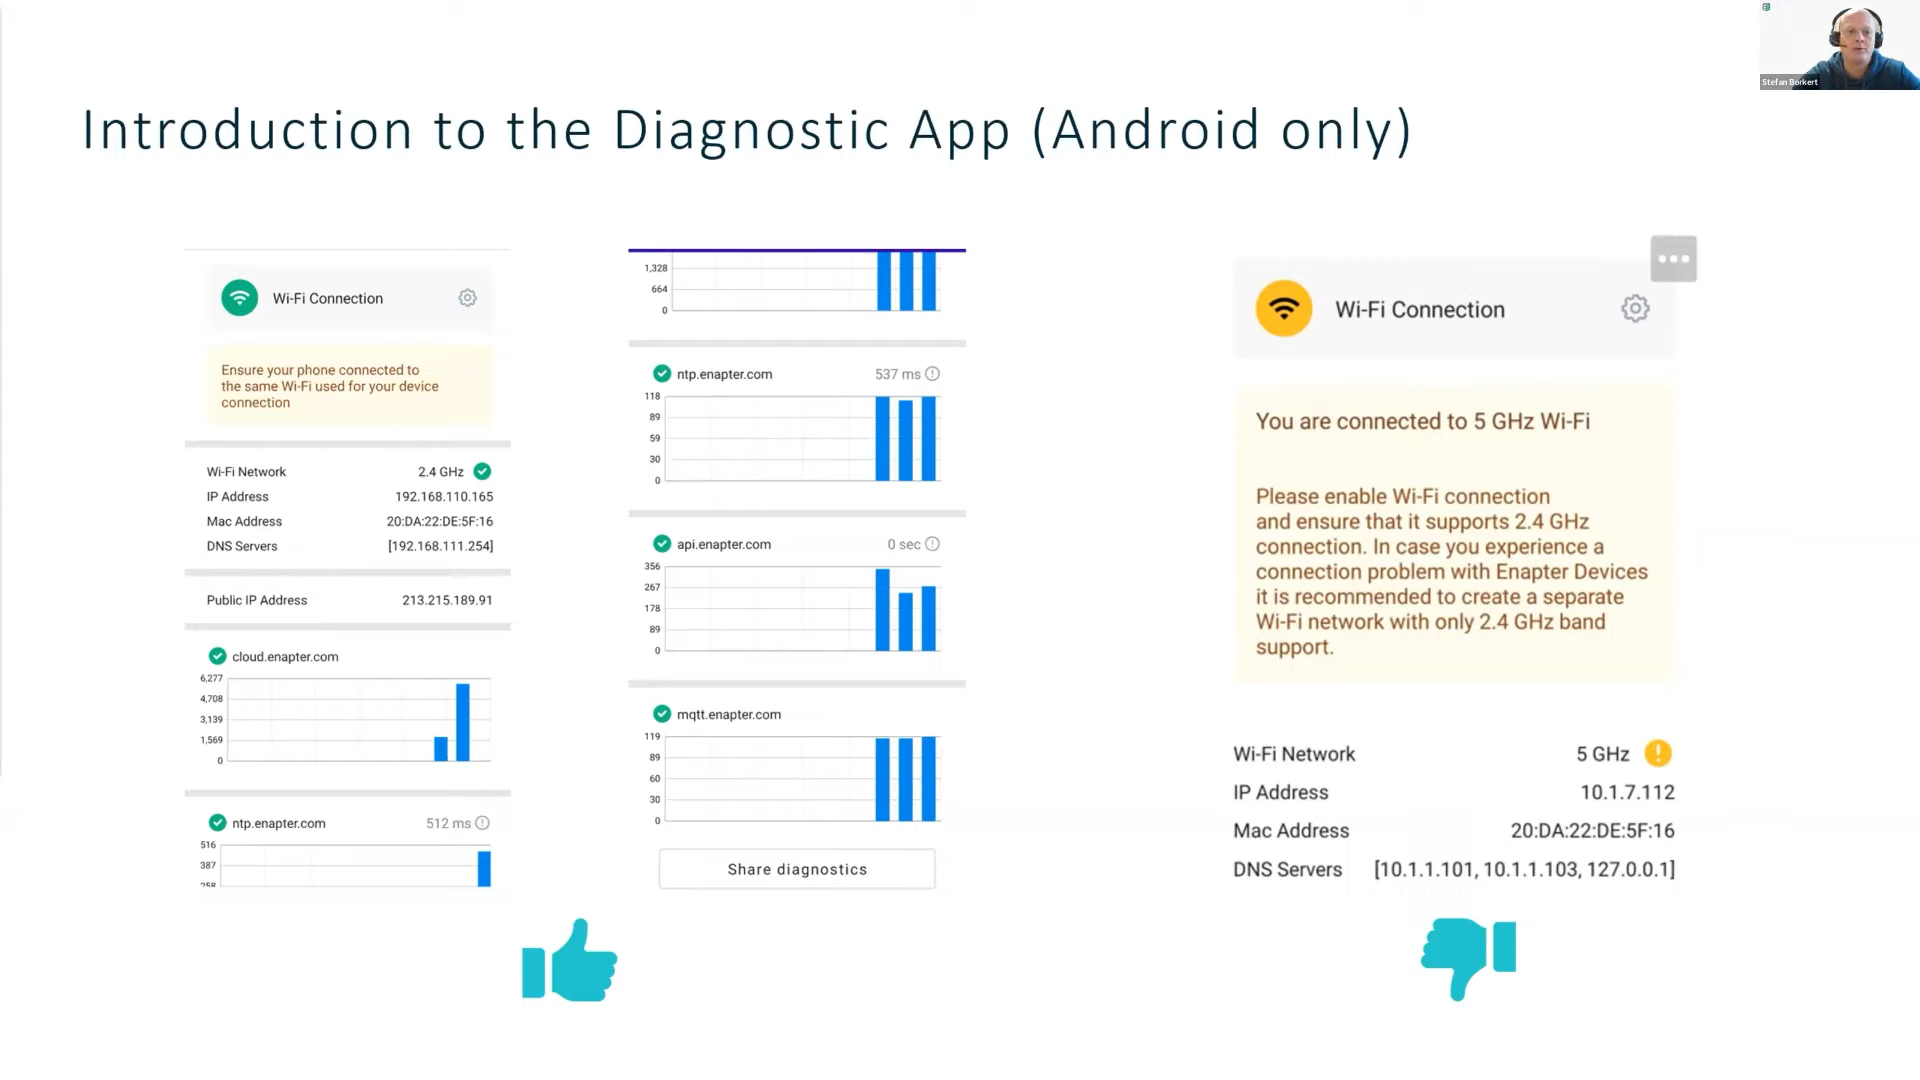 Stefan Borkert
Introduction to the Diagnostic App (Android only)
Wi-Fi Connection
Ensure your phone connected to
the same Wi-Fi used for your device
connection
Wi-Fi Network 2.4 GHz
IP Address 192.168.110.165
Mac Address 20:DA:22:DE:5F:16
DNS Servers [192.168.111.254]
Public IP Address 213.215.189.91
cloud.enapter.com
6,277
4,708
3,139
1,569
0
ntp.enapter.com 512 ms
516
387
258
1,328
664
0
ntp.enapter.com 537 ms
118
89
59
30
0
api.enapter.com 0 sec
356
267
178
89
0
mqtt.enapter.com
119
89
60
30
0
Share diagnostics
Wi-Fi Connection
You are connected to 5 GHz Wi-Fi
Please enable Wi-Fi connection
and ensure that it supports 2.4 GHz
connection. In case you experience a
connection problem with Enapter Devices
it is recommended to create a separate
Wi-Fi network with only 2.4 GHz band
support.
Wi-Fi Network 5 GHz
IP Address 10.1.7.112
Mac Address 20:DA:22:DE:5F:16
DNS Servers [10.1.1.101, 10.1.1.103, 127.0.0.1]